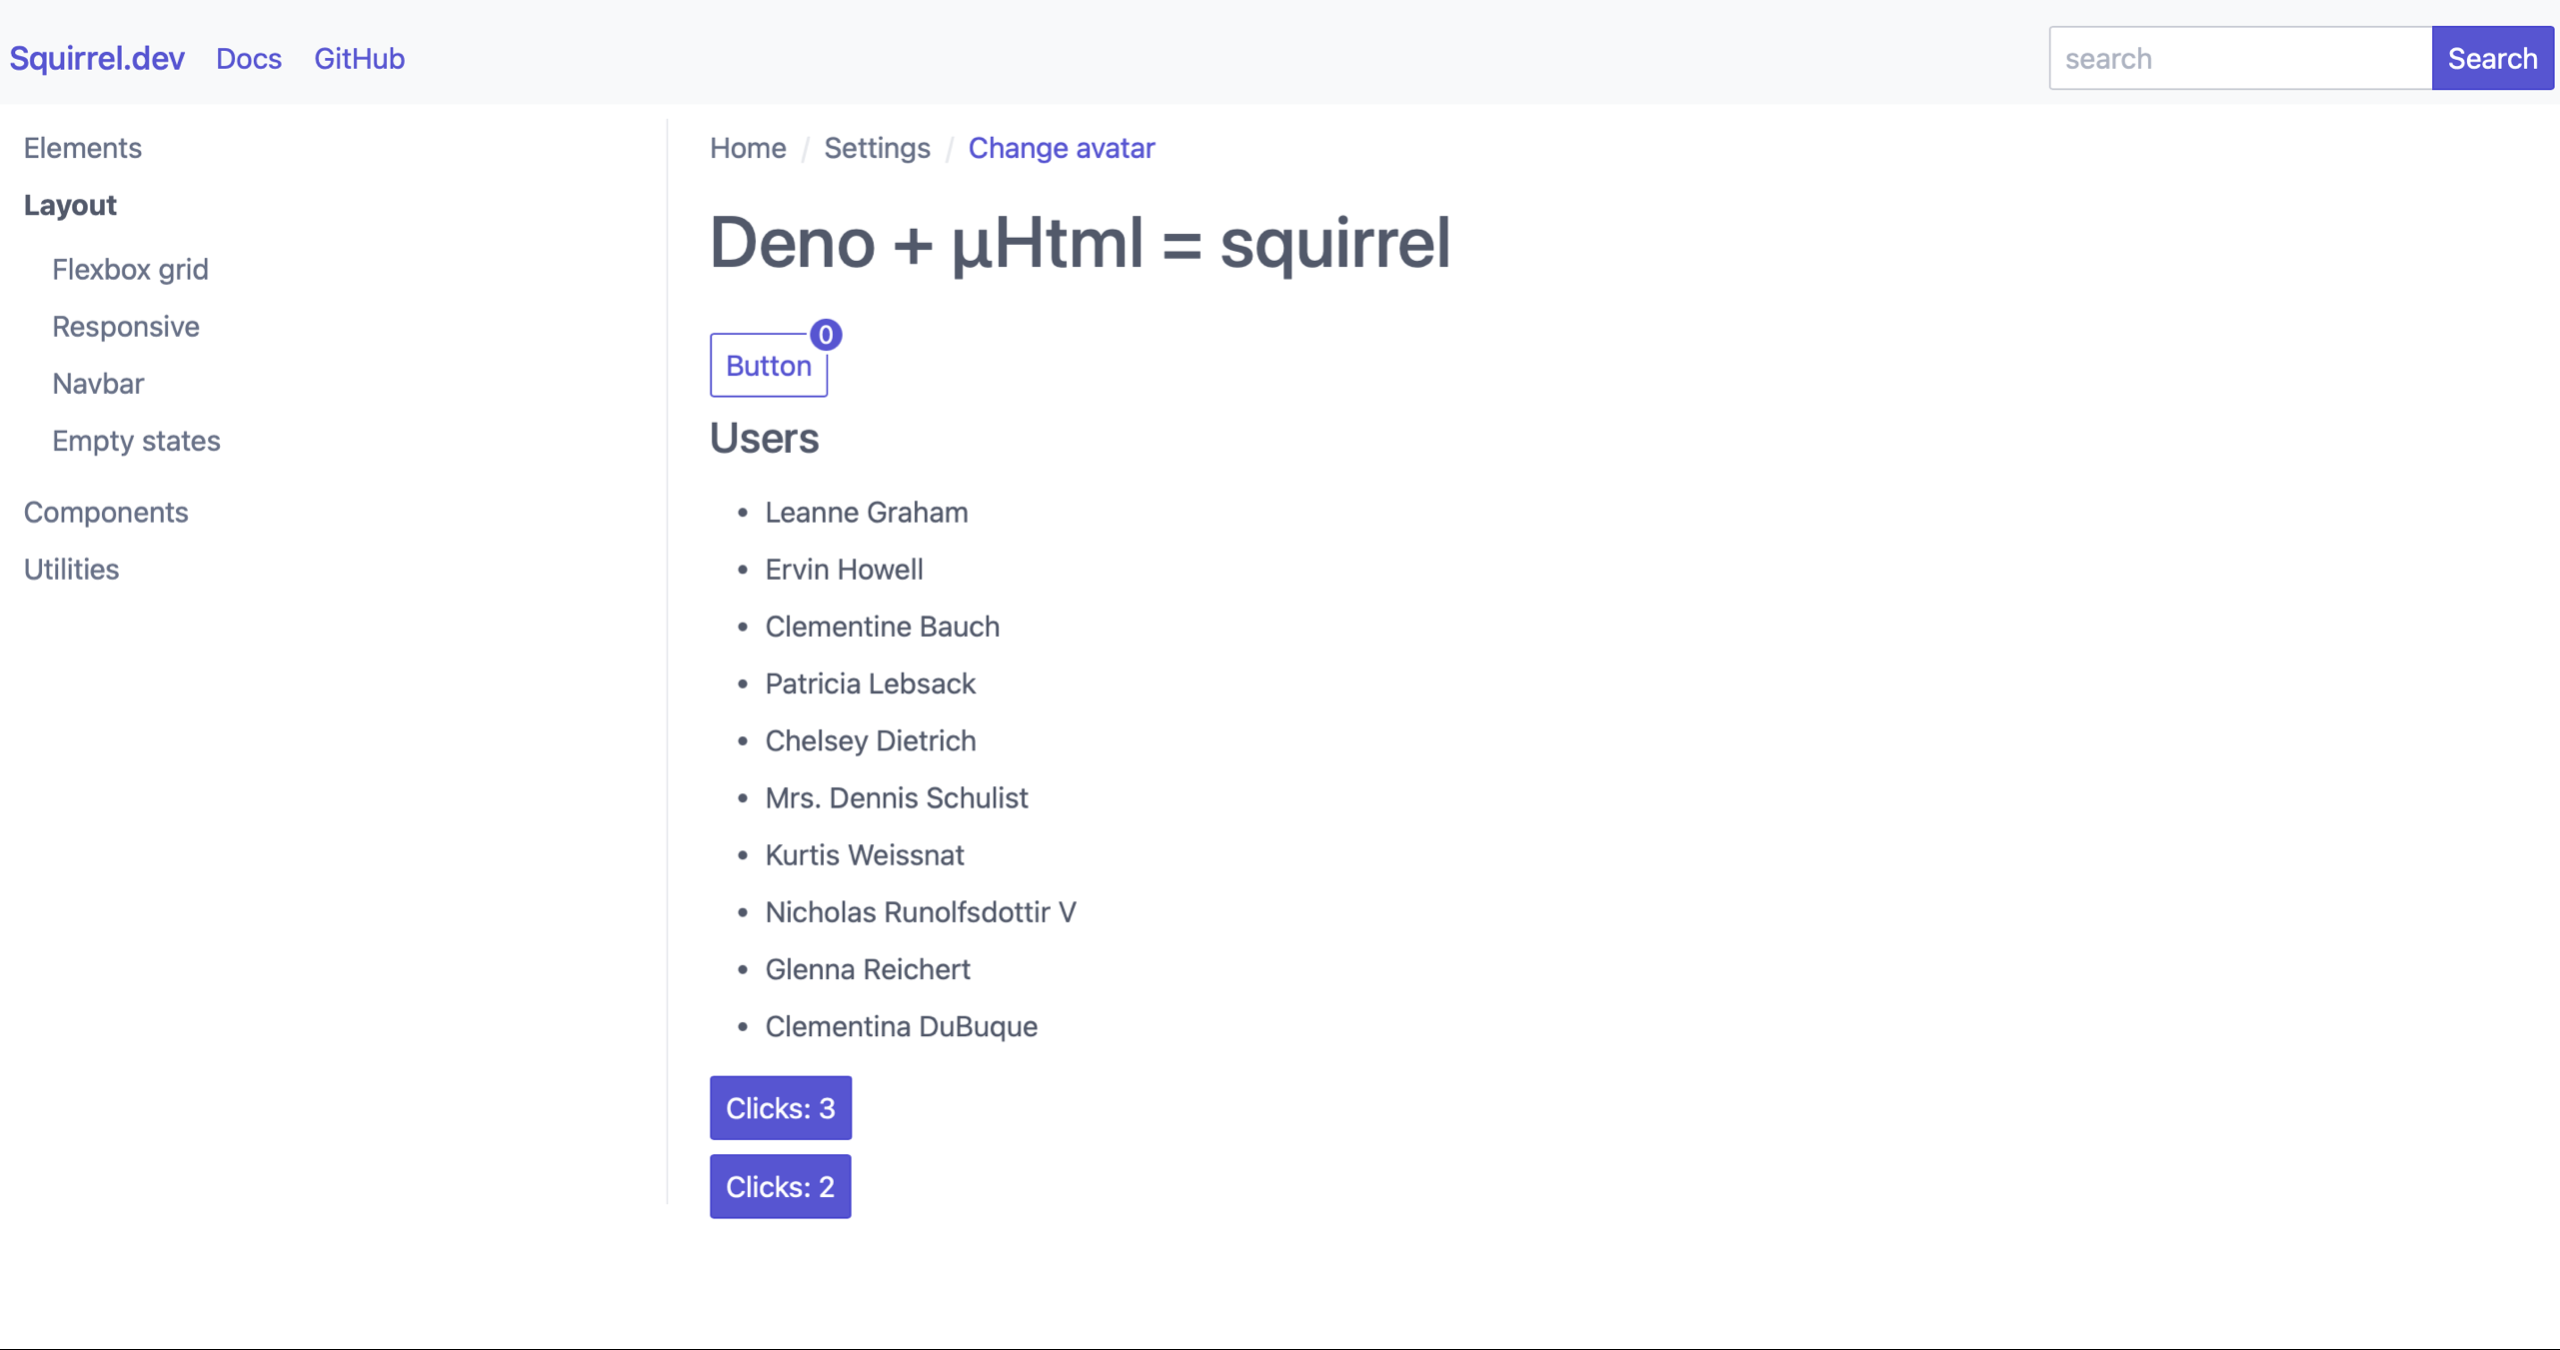 Squirrel.dev Docs GitHub search Search
Elements
Layout
Flexbox grid
Responsive
Navbar
Empty states
Components
Utilities
Home / Settings / Change avatar
Deno + μHtml = squirrel
Button 0
Users
• Leanne Graham
• Ervin Howell
• Clementine Bauch
• Patricia Lebsack
• Chelsey Dietrich
• Mrs. Dennis Schulist
• Kurtis Weissnat
• Nicholas Runolfsdottir V
• Glenna Reichert
• Clementina DuBuque
Clicks: 3
Clicks: 2